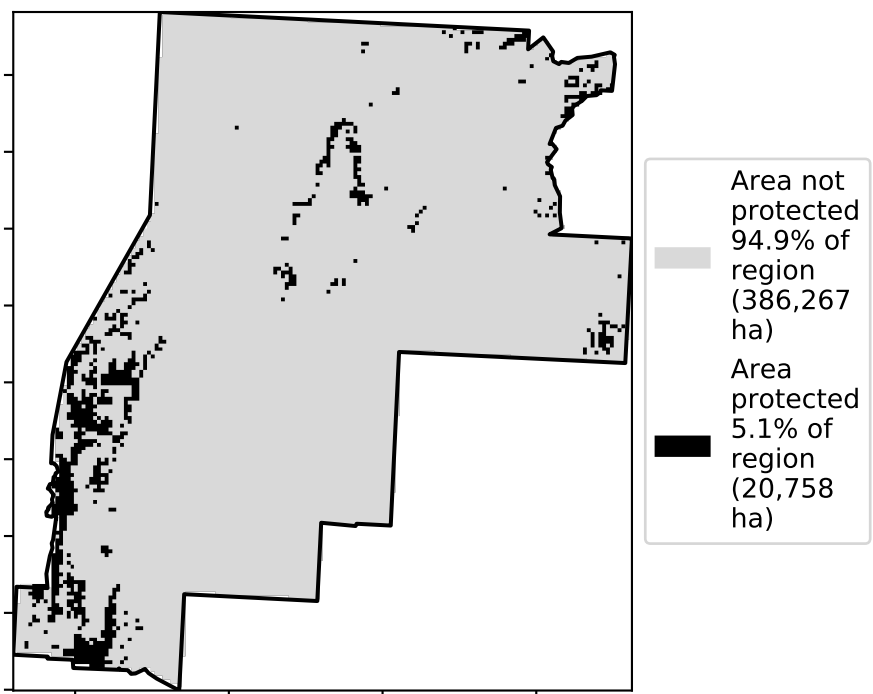 Area not
protected
94.9% of
region
(386,267
ha)
Area
protected
5.1% of
region
(20,758
ha)